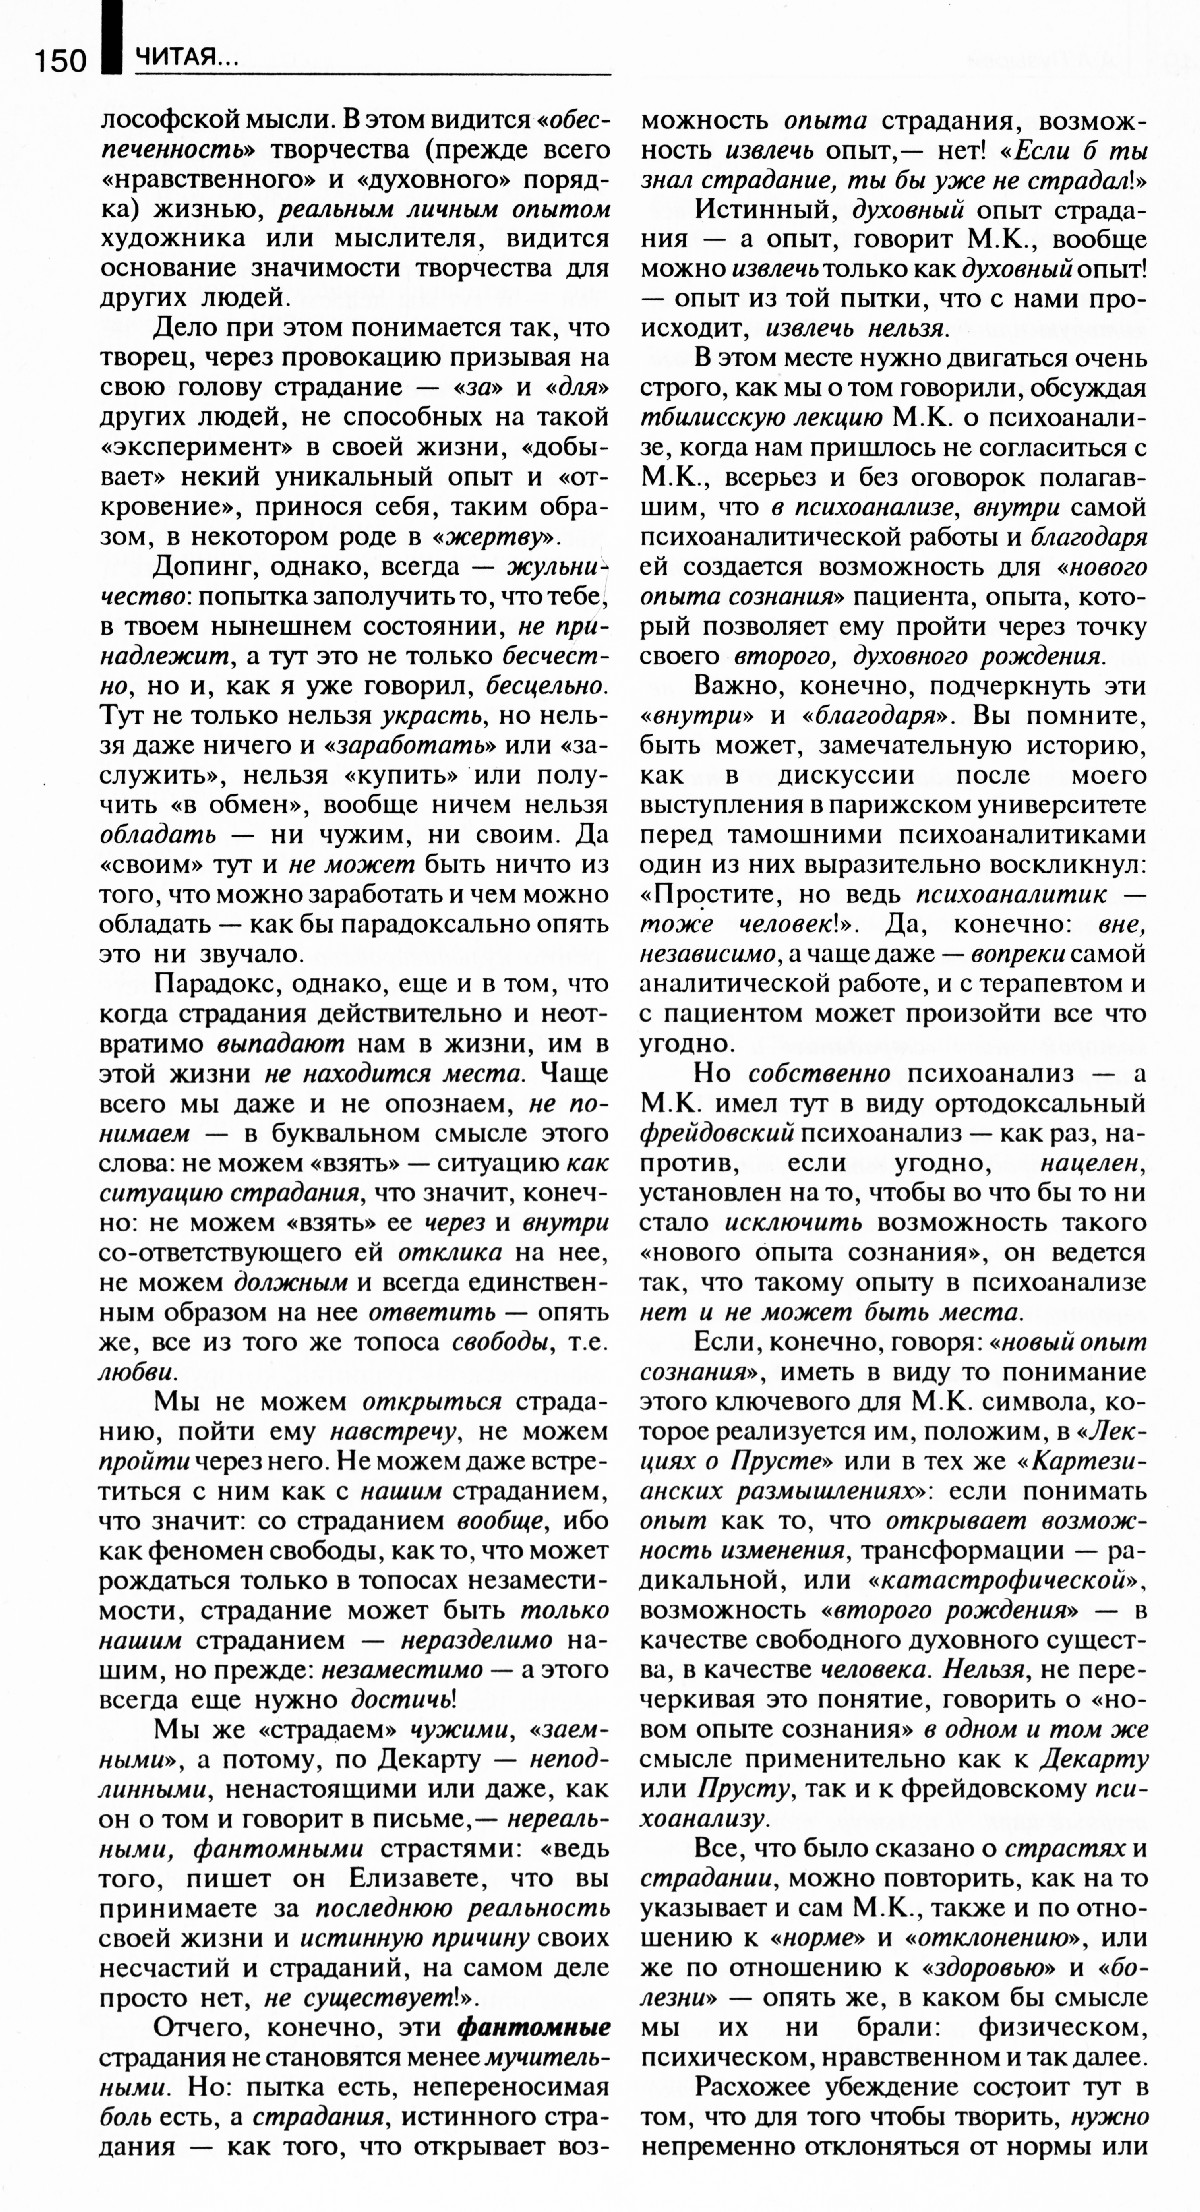 150
ЧИТАЯ...
лософской мысли. В этом видится «обес-
печенность» творчества (прежде всего
«нравственного» и «духовного» поряд-
ка) жизнью, реальным личным опытом
художника или мыслителя, видится
основание значимости творчества для
других людей.
Дело при этом понимается так, что
творец, через провокацию призывая на
свою голову страдание — «за» и «для»
других людей, не способных на такой
«эксперимент» в своей жизни, «добы-
вает» некий уникальный опыт и «от-
кровение», принося себя, таким обра-
зом, в некотором роде в «жертву».
Допинг, однако, всегда — жульни-
чество: попытка заполучить то, что тебе,
в твоем нынешнем состоянии, не при-
надлежит, а тут это не только бесчест-
но, но и, как я уже говорил, бесцельно.
Тут не только нельзя украсть, но нель-
зя даже ничего и «заработать» или «за-
служить», нельзя «купить» или полу-
чить «в обмен», вообще ничем нельзя
обладать — ни чужим, ни своим. Да
«своим» тут и не может быть ничто из
того, что можно заработать и чем можно
обладать — как бы парадоксально опять
это ни звучало.
Парадокс, однако, еще и в том, что
когда страдания действительно и неот-
вратимо выпадают нам в жизни, им в
этой жизни не находится места. Чаще
всего мы даже и не опознаем, не по-
нимаем — в буквальном смысле этого
слова: не можем «взять» — ситуацию как
ситуацию страдания, что значит, конеч-
но: не можем «взять» ее через и внутри
со-ответствующего ей отклика на нее,
не можем должным и всегда единствен-
ным образом на нее ответить — опять
же, все из того же топоса свободы, т.е.
любви.
Мы не можем открыться страда-
нию, пойти ему навстречу, не можем
пройти через него. Не можем даже встре-
титься с ним как с нашим страданием,
что значит: со страданием вообще, ибо
как феномен свободы, как то, что может
рождаться только в топосах незамести-
мости, страдание может быть только
нашим страданием — неразделимо на-
шим, но прежде: незаместимо — а этого
всегда еще нужно достичь!
Мы же «страдаем» чужими, «заем-
ными», а потому, по Декарту — непод-
линными, ненастоящими или даже, как
он о том и говорит в письме,— нереаль-
ными, фантомными страстями: «ведь
того, пишет он Елизавете, что вы
принимаете за последнюю реальность
своей жизни и истинную причину своих
несчастий и страданий, на самом деле
просто нет, не существует!».
Отчего, конечно, эти фантомные
страдания не становятся менее мучитель-
ными. Но: пытка есть, непереносимая
боль есть, а страдания, истинного стра-
дания — как того, что открывает воз-
можность опыта страдания, возмож-
ность извлечь опыт,— нет! «Если б ты
знал страдание, ты бы уже не страдал!»
Истинный, духовный опыт страда-
ния — а опыт, говорит М.К., вообще
можно извлечь только как духовный опыт!
— опыт из той пытки, что с нами про-
исходит, извлечь нельзя.
В этом месте нужно двигаться очень
строго, как мы о том говорили, обсуждая
тбилисскую лекцию М.К. о психоанали-
зе, когда нам пришлось не согласиться с
М.К., всерьез и без оговорок полагав-
шим, что в психоанализе, внутри самой
психоаналитической работы и благодаря
ей создается возможность для «нового
опыта сознания» пациента, опыта, кото-
рый позволяет ему пройти через точку
своего второго, духовного рождения.
Важно, конечно, подчеркнуть эти
«внутри» и «благодаря». Вы помните,
быть может, замечательную историю,
как в дискуссии после моего
выступления в парижском университете
перед тамошними психоаналитиками
один из них выразительно воскликнул:
«Простите, но ведь психоаналитик —
тоже человек!». Да, конечно: вне,
независимо, а чаще даже — вопреки самой
аналитической работе, и с терапевтом и
с пациентом может произойти все что
угодно.
Но собственно психоанализ — а
М.К. имел тут в виду ортодоксальный
фрейдовский психоанализ — как раз, на-
против, если угодно, нацелен,
установлен на то, чтобы во что бы то ни
стало исключить возможность такого
«нового опыта сознания», он ведется
так, что такому опыту в психоанализе
нет и не может быть места.
Если, конечно, говоря: «новый опыт
сознания», иметь в виду то понимание
этого ключевого для М.К. символа, ко-
торое реализуется им, положим, в «Лек-
циях о Прусте» или в тех же «Картези-
анских размышлениях»: если понимать
опыт как то, что открывает возмож-
ность изменения, трансформации — ра-
дикальной, или «катастрофической»,
возможность «второго рождения» — в
качестве свободного духовного сущест-
ва, в качестве человека. Нельзя, не пере-
черкивая это понятие, говорить о «но-
вом опыте сознания» в одном и том же
смысле применительно как к Декарту
или Прусту, так и к фрейдовскому пси-
хоанализу.
Все, что было сказано о страстях и
страдании, можно повторить, как на то
указывает и сам М.К., также и по отно-
шению к «норме» и «отклонению», или
же по отношению к «здоровью» и «бо-
лезни» — опять же, в каком бы смысле
мы их ни брали: физическом,
психическом, нравственном и так далее.
Расхожее убеждение состоит тут в
том, что для того чтобы творить, нужно
непременно отклоняться от нормы или